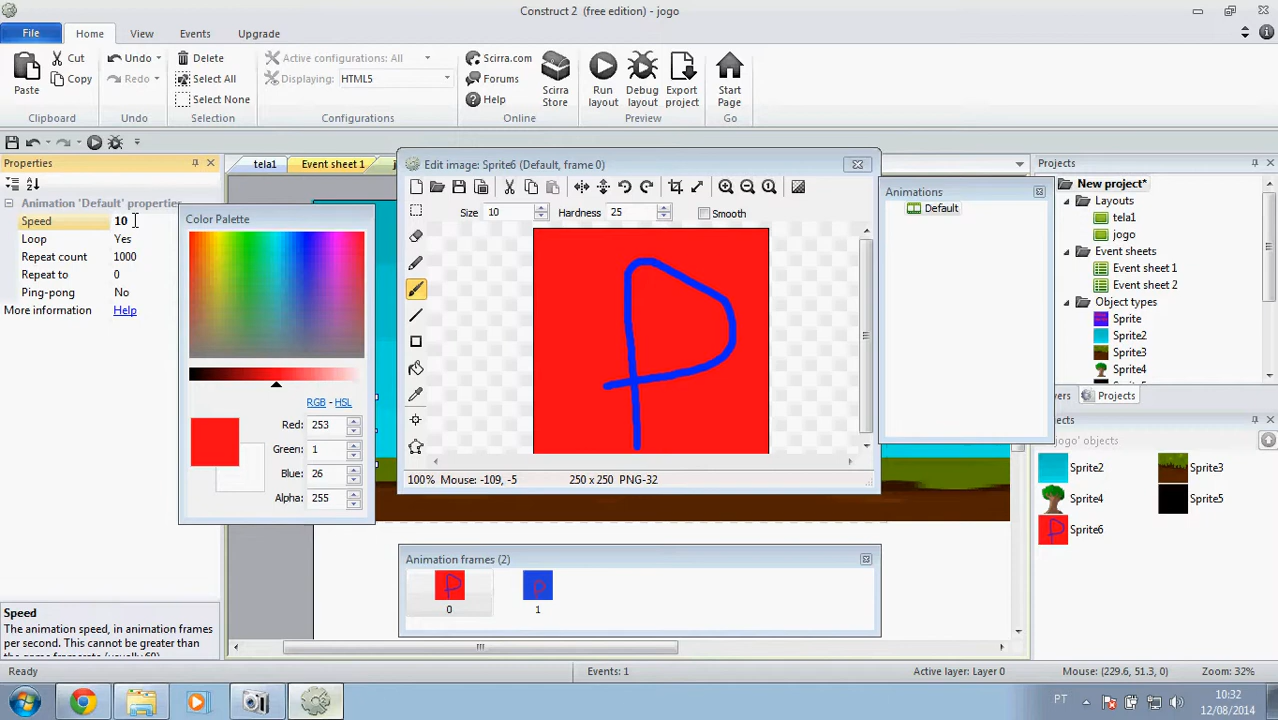 Construct 2 (free edition) - jogo
File
Home
View
Events
Upgrade
Paste
Cut
Copy
Undo
Redo
Delete
Select All
Select None
Active configurations: All
Displaying: HTML5
Scirra.com
Forums
Help
Scirra Store
Run layout
Debug layout
Export project
Start Page
Clipboard
Undo
Selection
Configurations
Online
Preview
Go
Properties
tela1
Event sheet 1
Animation 'Default' properties
Speed 10
Loop Yes
Repeat count 1000
Repeat to 0
Ping-pong No
More information Help
Color Palette
RGB - HSL
Red: 253
Green: 1
Blue: 26
Alpha: 255
Edit image: Sprite6 (Default, frame 0)
Size 10
Hardness 25
Smooth
P
100% Mouse: -109, -5 250 x 250 PNG-32
Animations
Default
Animation frames (2)
0
1
Projects
New project*
Layouts
tela1
jogo
Event sheets
Event sheet 1
Event sheet 2
Object types
Sprite
Sprite2
Sprite3
Sprite4
Projects
'jogo' objects
Sprite2
Sprite3
Sprite4
Sprite5
Sprite6
Speed
The animation speed, in animation frames
per second. This cannot be greater than
Ready
Events: 1
Active layer: Layer 0
Mouse: (229.6, 51.3, 0)
Zoom: 32%
PT
10:32
12/08/2014